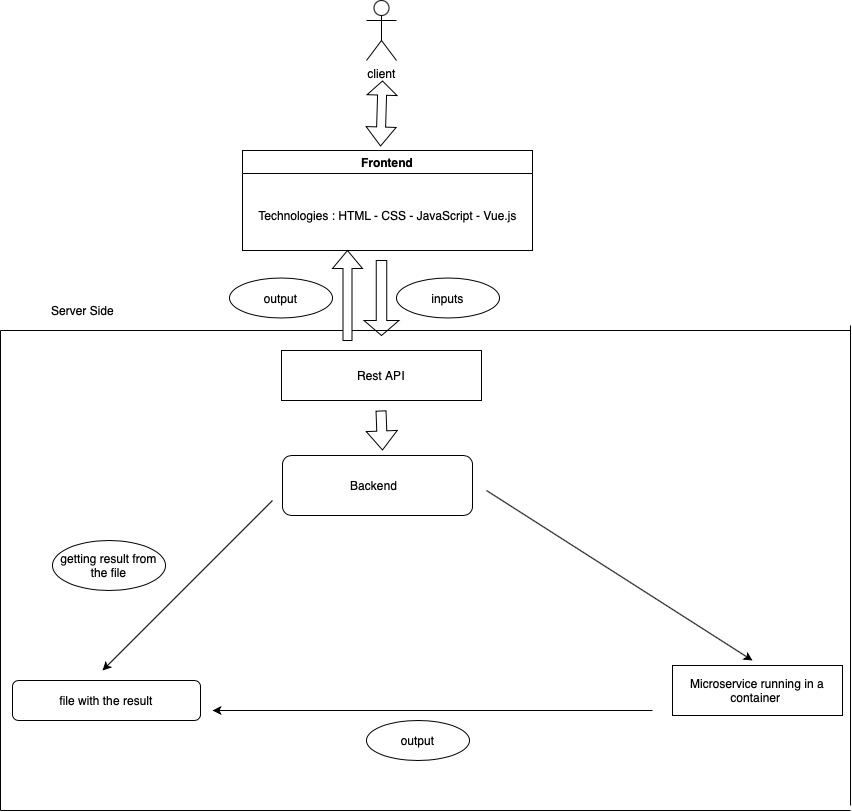 client
Frontend
Technologies : HTML - CSS - JavaScript - Vue.js
output
inputs
Server Side
Rest API
Backend
getting result from
the file
file with the result
Microservice running in a
container
output